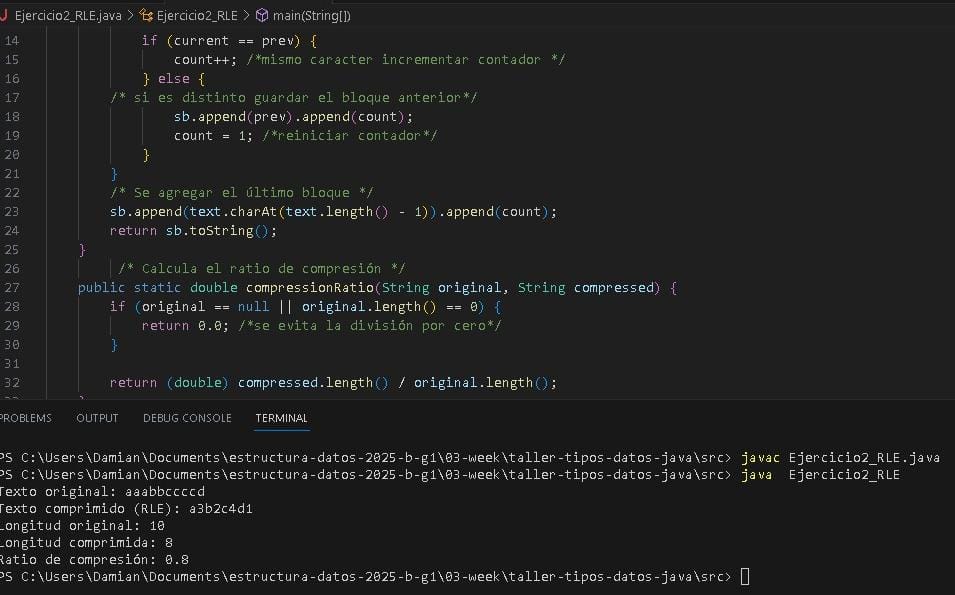 Ejercicio2_RLE.java > Ejercicio2_RLE > main(String[])
14 if (current == prev) {
15 count++; /*mismo caracter incrementar contador */
16 } else {
17 /* si es distinto guardar el bloque anterior*/
18 sb.append(prev).append(count);
19 count = 1; /*reiniciar contador*/
20 }
21 }
22 /* Se agregar el último bloque */
23 sb.append(text.charAt(text.length() - 1)).append(count);
24 return sb.toString();
25 }
26 /* Calcula el ratio de compresión */
27 public static double compressionRatio(String original, String compressed) {
28 if (original == null || original.length() == 0) {
29 return 0.0; /*se evita la división por cero*/
30 }
31
32 return (double) compressed.length() / original.length();
PROBLEMS OUTPUT DEBUG CONSOLE TERMINAL
PS C:\Users\Damian\Documents\estructura-datos-2025-b-g1\03-week\taller-tipos-datos-java\src> javac Ejercicio2_RLE.java
PS C:\Users\Damian\Documents\estructura-datos-2025-b-g1\03-week\taller-tipos-datos-java\src> java Ejercicio2_RLE
Texto original: aaabbccccd
Texto comprimido (RLE): a3b2c4d1
Longitud original: 10
Longitud comprimida: 8
Ratio de compresión: 0.8
PS C:\Users\Damian\Documents\estructura-datos-2025-b-g1\03-week\taller-tipos-datos-java\src>